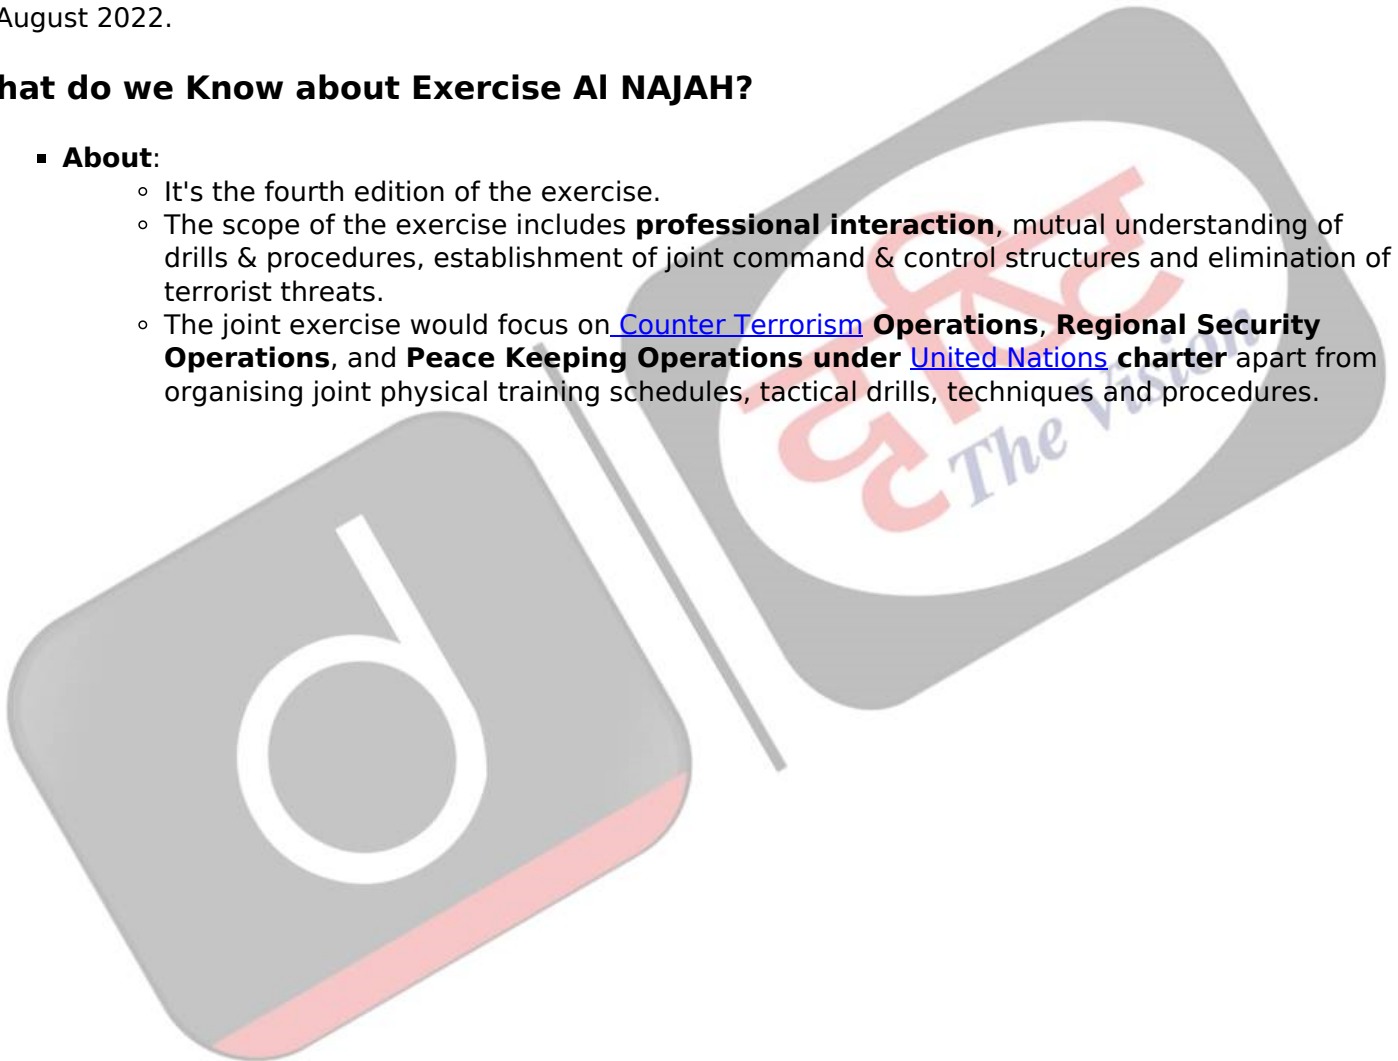 August 2022.
hat do we Know about Exercise Al NAJAH?
▪ About:
◦ It's the fourth edition of the exercise.
◦ The scope of the exercise includes professional interaction, mutual understanding of
drills & procedures, establishment of joint command & control structures and elimination of
terrorist threats.
◦ The joint exercise would focus on Counter Terrorism Operations, Regional Security
Operations, and Peace Keeping Operations under United Nations charter apart from
organising joint physical training schedules, tactical drills, techniques and procedures.
दृष्टि
The Vision
d